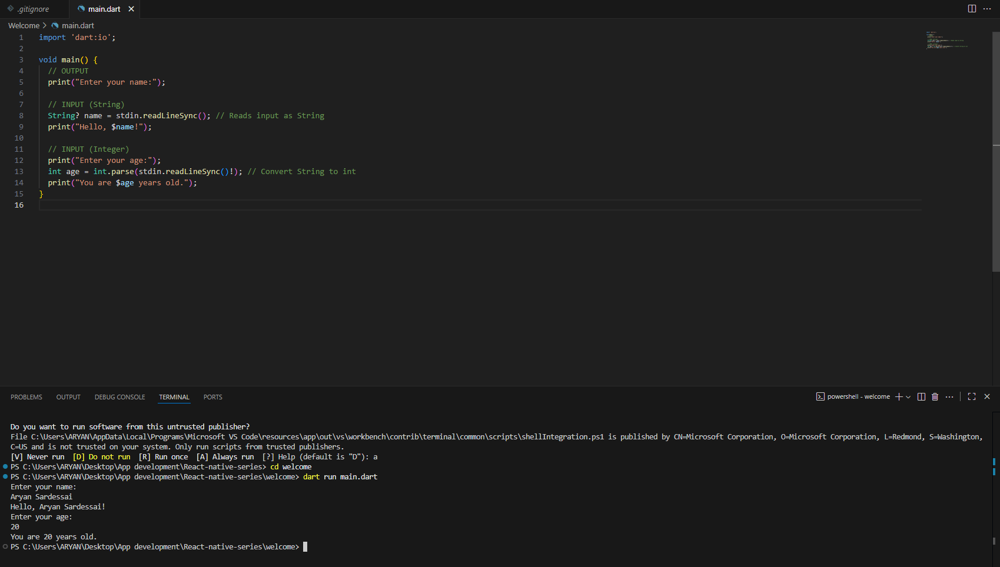 .gitignore
main.dart
Welcome > main.dart
1 import 'dart:io';
2
3 void main() {
4 // OUTPUT
5 print("Enter your name:");
6
7 // INPUT (String)
8 String? name = stdin.readLineSync(); // Reads input as String
9 print("Hello, $name!");
10
11 // INPUT (Integer)
12 print("Enter your age:");
13 int age = int.parse(stdin.readLineSync()!); // Convert String to int
14 print("You are $age years old.");
15 }
16
PROBLEMS OUTPUT DEBUG CONSOLE TERMINAL PORTS
powershell - welcome
Do you want to run software from this untrusted publisher?
File C:\Users\ARYAN\AppData\Local\Programs\Microsoft VS Code\resources\app\out\vs\workbench\contrib\terminal\common\scripts\shellIntegration.ps1 is published by CN=Microsoft Corporation, O=Microsoft Corporation, L=Redmond, S=Washington,
C=US and is not trusted on your system. Only run scripts from trusted publishers.
[V] Never run [D] Do not run [R] Run once [A] Always run [?] Help (default is "D"): a
PS C:\Users\ARYAN\Desktop\App development\React-native-series> cd welcome
PS C:\Users\ARYAN\Desktop\App development\React-native-series\welcome> dart run main.dart
Enter your name:
Aryan Sardessai
Hello, Aryan Sardessai!
Enter your age:
20
You are 20 years old.
PS C:\Users\ARYAN\Desktop\App development\React-native-series\welcome>